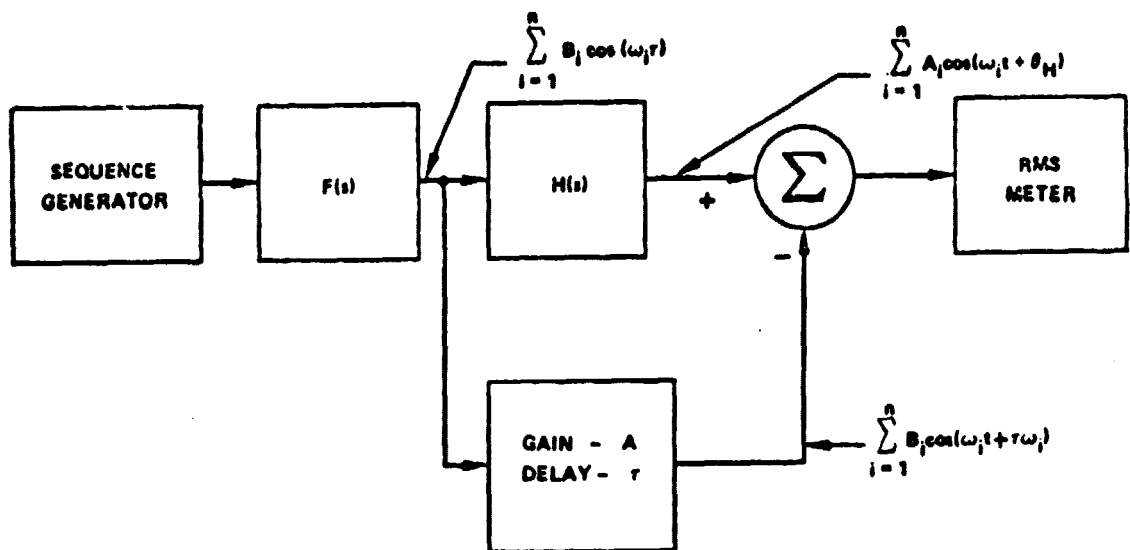 n
∑ B_i cos (ω_i τ)
i = 1
n
∑ A_i cos(ω_i t + θ_H)
i = 1
SEQUENCE
GENERATOR
F(s)
H(s)
+
Σ
RMS
METER
−
GAIN - A
DELAY - τ
n
∑ B_i cos(ω_i t + τω_i)
i = 1